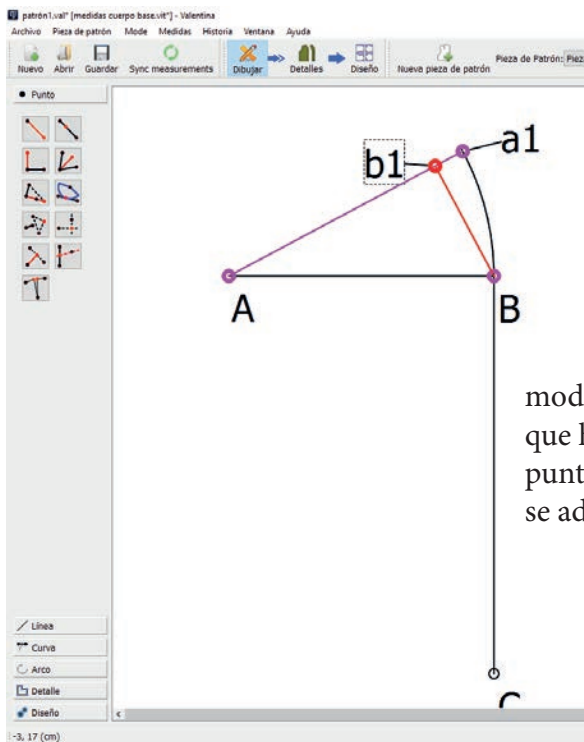 patrón1.val* [medidas cuerpo base.vit*] - Valentina
Archivo Pieza de patrón Mode Medidas Historia Ventana Ayuda
Nuevo Abrir Guardar Sync measurements Dibujar Detalles Diseño Nueva pieza de patrón Pieza de Patrón: Piez
Punto
a1
b1
A
B
mod
que h
punt
se ad
Línea
Curva
Arco
Detalle
Diseño
C
-3, 17 (cm)